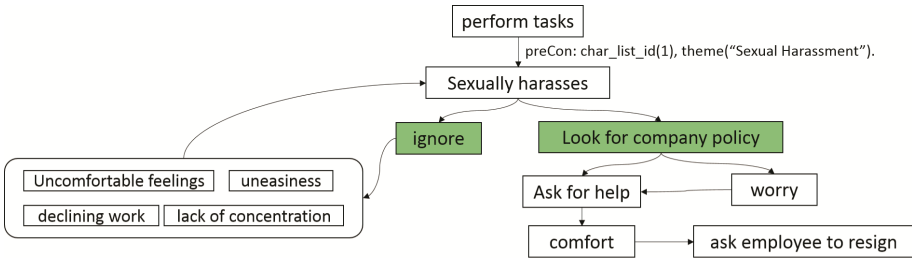 perform tasks
preCon: char_list_id(1), theme(“Sexual Harassment”).
Sexually harasses
ignore
Look for company policy
Uncomfortable feelings
uneasiness
declining work
lack of concentration
Ask for help
worry
comfort
ask employee to resign